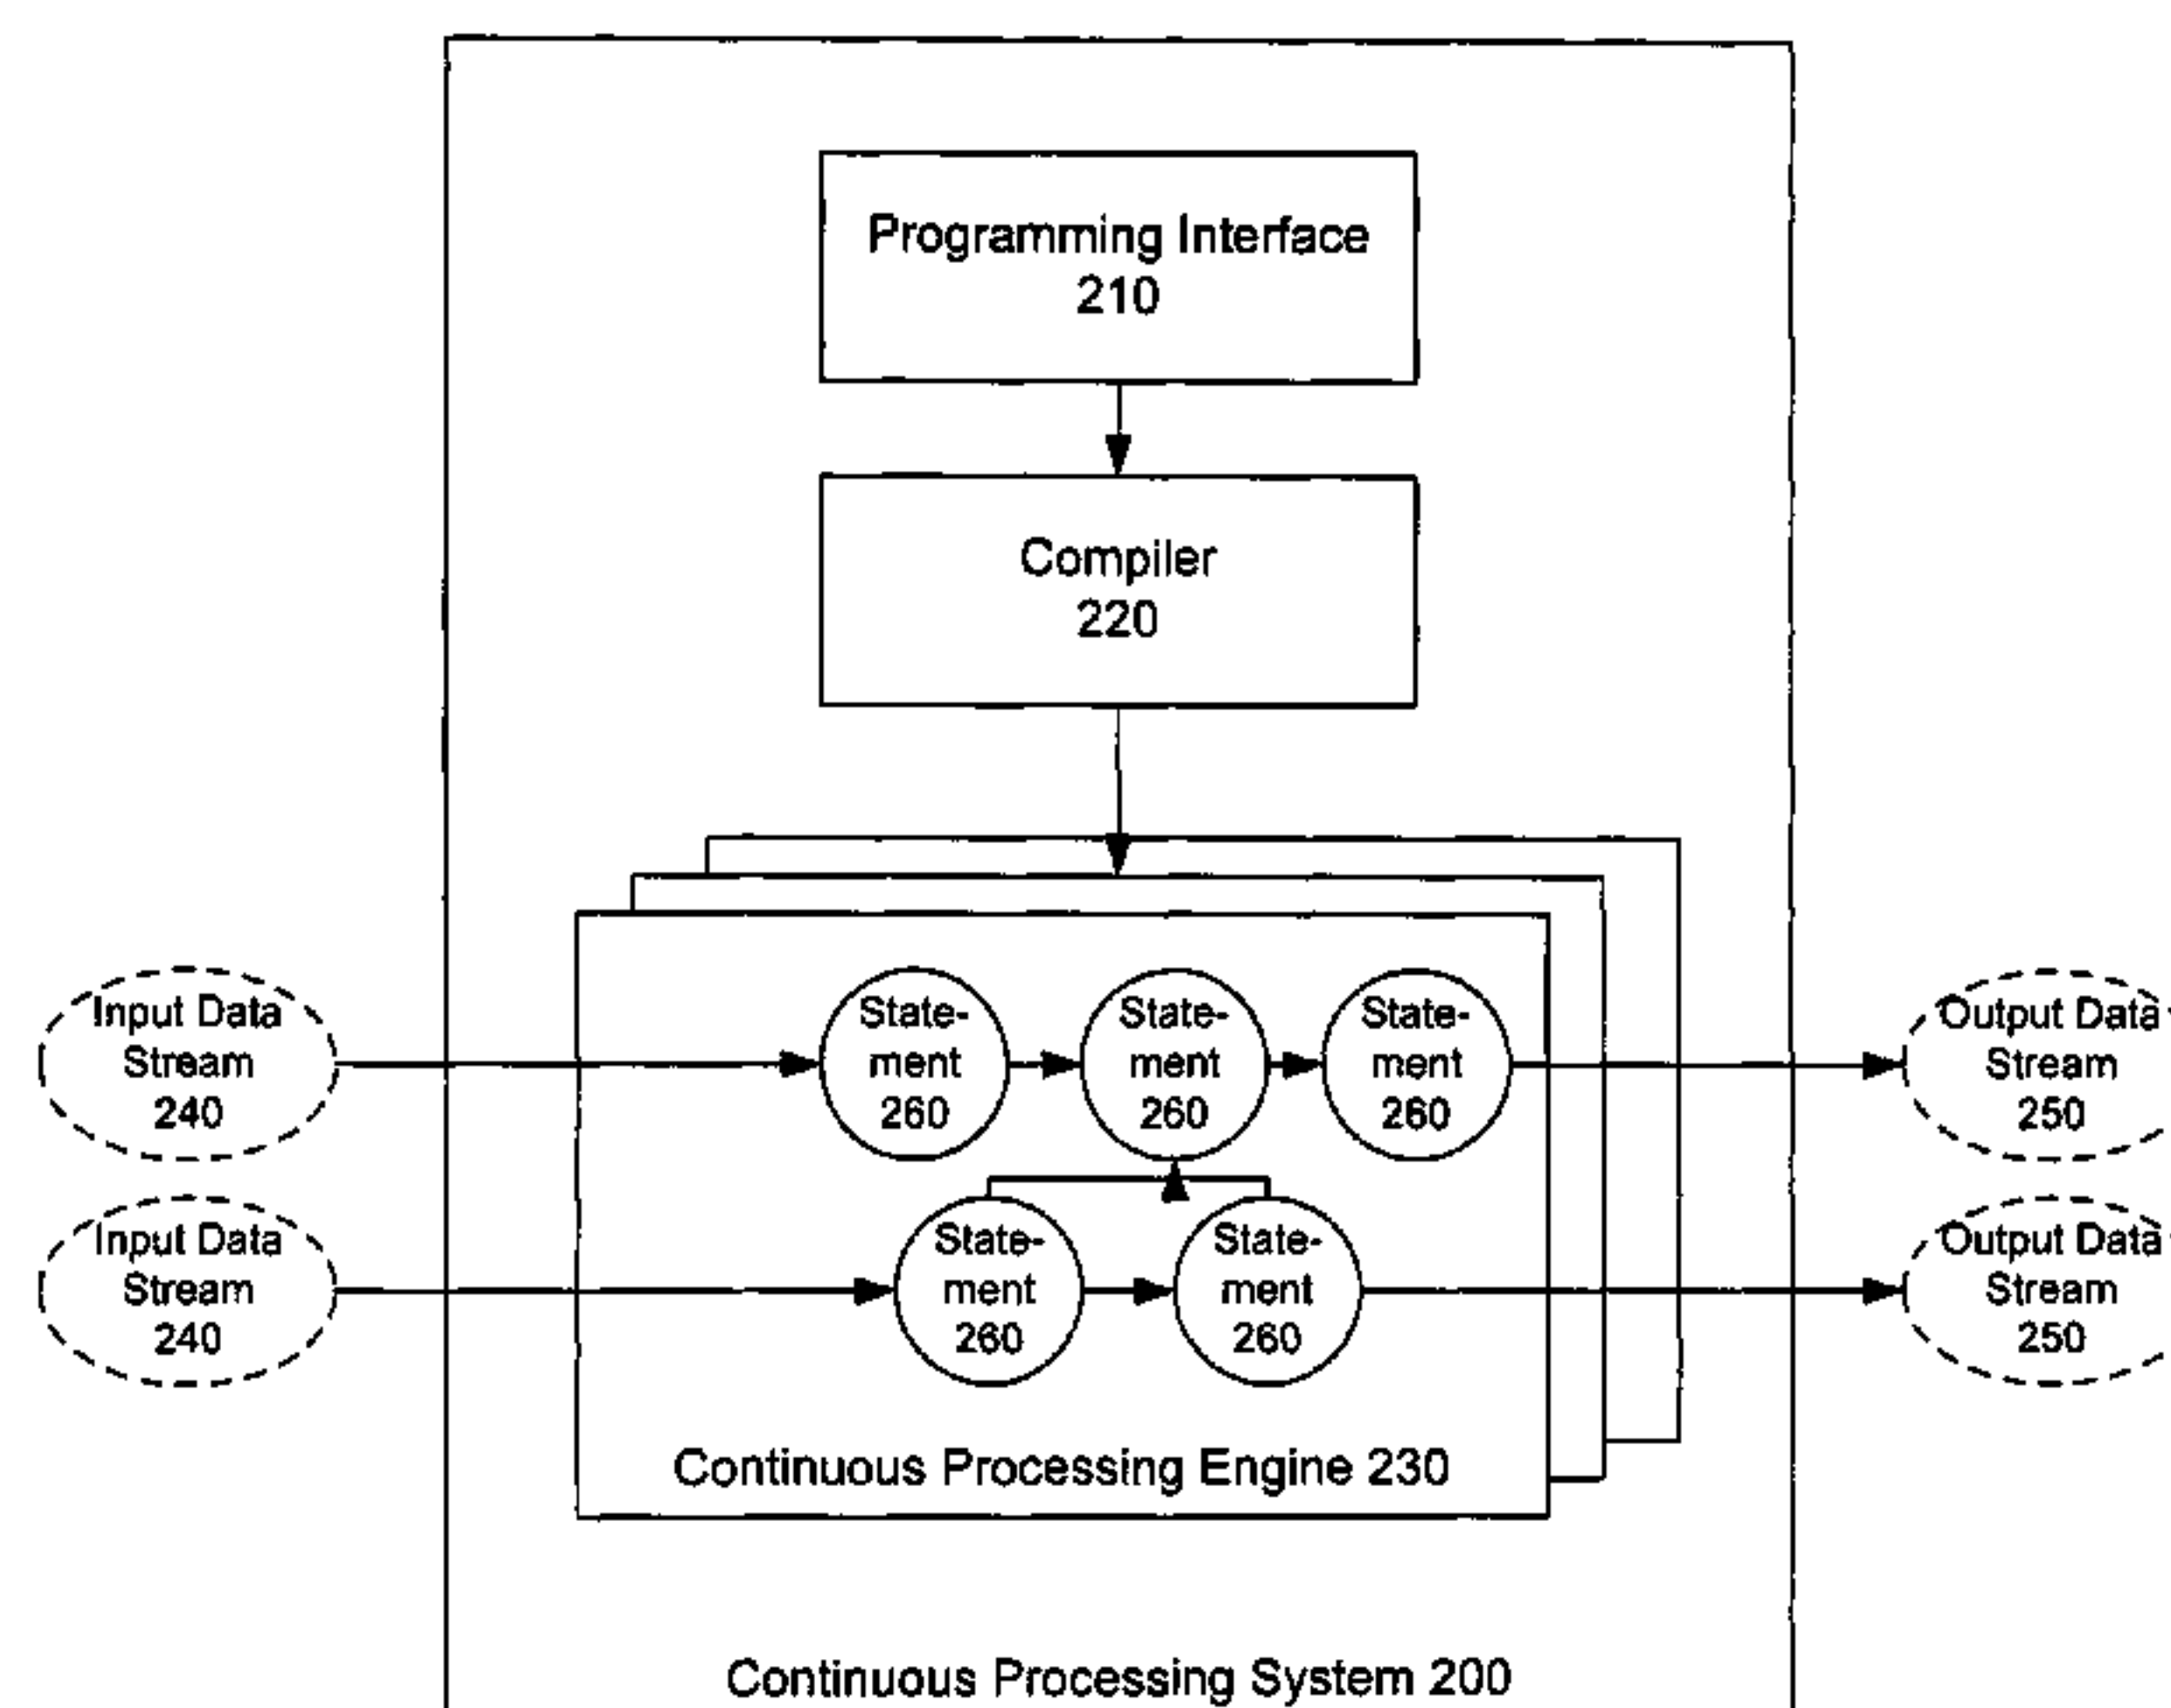 Programming Interface
210
Compiler
220
Input Data
Stream
240
State-
ment
260
State-
ment
260
State-
ment
260
Output Data
Stream
250
Input Data
Stream
240
State-
ment
260
State-
ment
260
Output Data
Stream
250
Continuous Processing Engine 230
Continuous Processing System 200